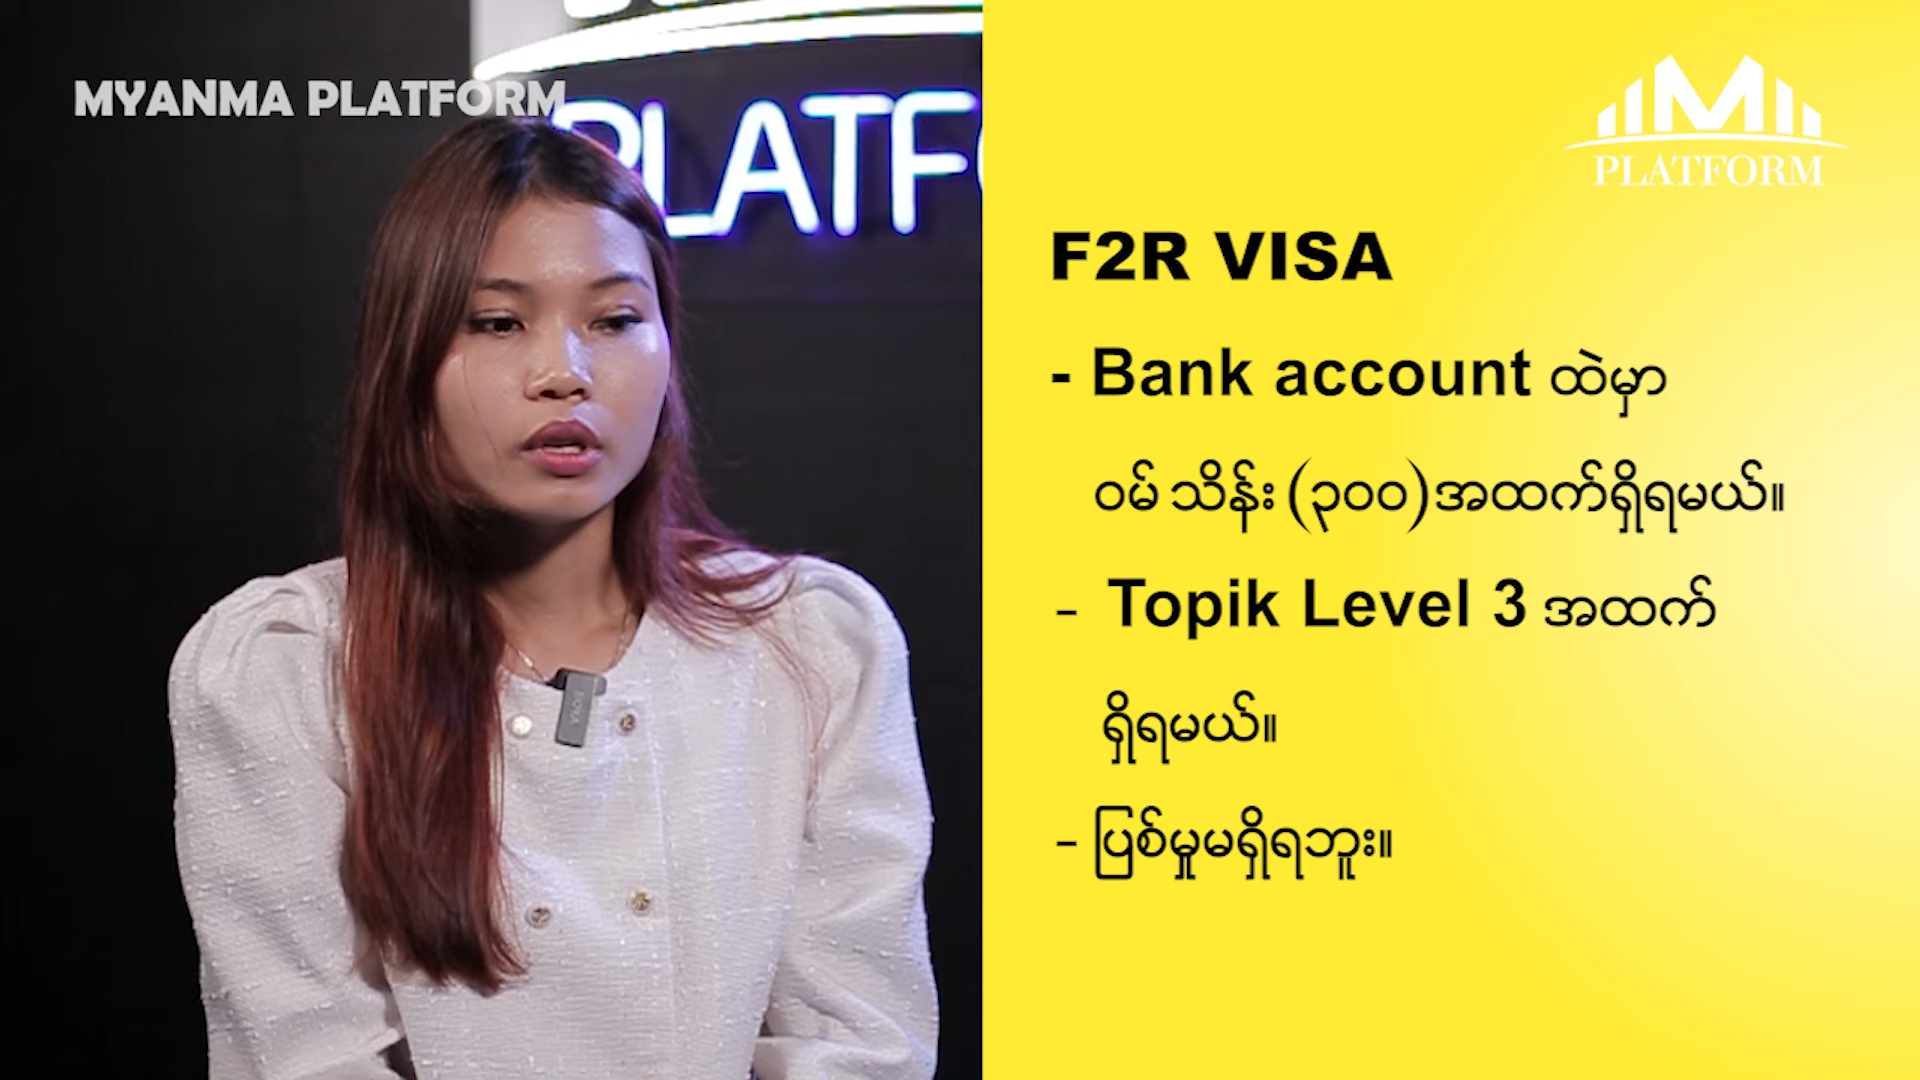 MYANMA PLATFORM
PLATF
M
PLATFORM
F2R VISA
- Bank account ထဲမှာ
ဝမ် သိန်း (၃၀၀)အထက်ရှိရမယ်။
- Topik Level 3 အထက်
ရှိရမယ်။
- ပြစ်မှုမရှိရဘူး။